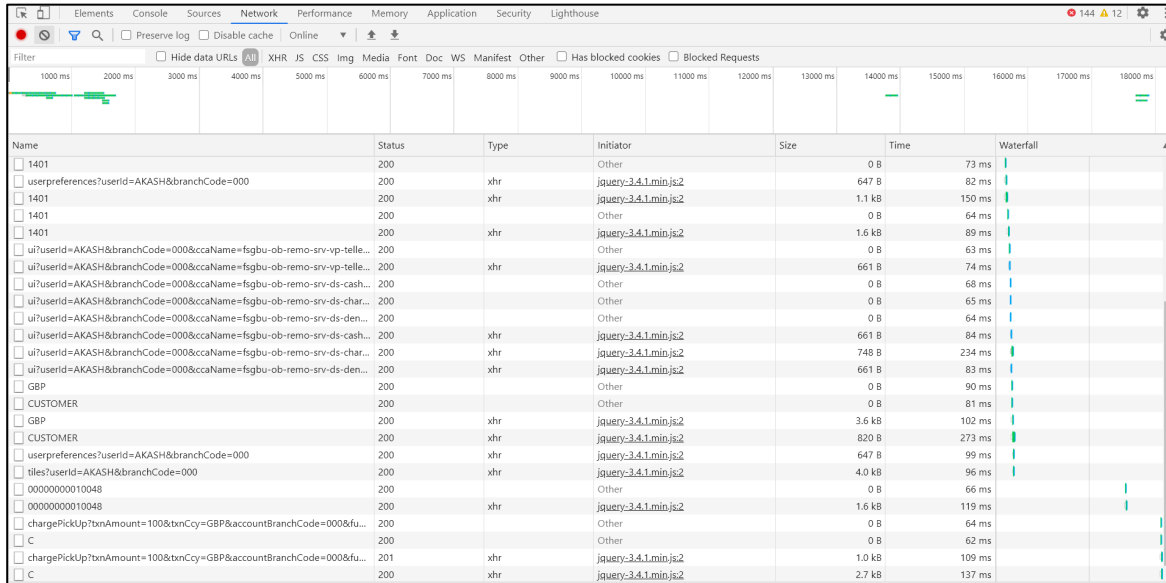 Elements Console Sources Network Performance Memory Application Security Lighthouse 144 12
Preserve log Disable cache Online
Filter Hide data URLs All XHR JS CSS Img Media Font Doc WS Manifest Other Has blocked cookies Blocked Requests
1000 ms 2000 ms 3000 ms 4000 ms 5000 ms 6000 ms 7000 ms 8000 ms 9000 ms 10000 ms 11000 ms 12000 ms 13000 ms 14000 ms 15000 ms 16000 ms 17000 ms 18000 ms
Name Status Type Initiator Size Time Waterfall
1401 200 Other 0 B 73 ms
userpreferences?userId=AKASH&branchCode=000 200 xhr jquery-3.4.1.min.js:2 647 B 82 ms
1401 200 xhr jquery-3.4.1.min.js:2 1.1 kB 150 ms
1401 200 Other 0 B 64 ms
1401 200 xhr jquery-3.4.1.min.js:2 1.6 kB 89 ms
ui?userId=AKASH&branchCode=000&ccaName=fsgbu-ob-remo-srv-vp-telle... 200 Other 0 B 63 ms
ui?userId=AKASH&branchCode=000&ccaName=fsgbu-ob-remo-srv-vp-telle... 200 xhr jquery-3.4.1.min.js:2 661 B 74 ms
ui?userId=AKASH&branchCode=000&ccaName=fsgbu-ob-remo-srv-ds-cash... 200 Other 0 B 68 ms
ui?userId=AKASH&branchCode=000&ccaName=fsgbu-ob-remo-srv-ds-char... 200 Other 0 B 65 ms
ui?userId=AKASH&branchCode=000&ccaName=fsgbu-ob-remo-srv-ds-den... 200 Other 0 B 64 ms
ui?userId=AKASH&branchCode=000&ccaName=fsgbu-ob-remo-srv-ds-cash... 200 xhr jquery-3.4.1.min.js:2 661 B 84 ms
ui?userId=AKASH&branchCode=000&ccaName=fsgbu-ob-remo-srv-ds-char... 200 xhr jquery-3.4.1.min.js:2 748 B 234 ms
ui?userId=AKASH&branchCode=000&ccaName=fsgbu-ob-remo-srv-ds-den... 200 xhr jquery-3.4.1.min.js:2 661 B 83 ms
GBP 200 Other 0 B 90 ms
CUSTOMER 200 Other 0 B 81 ms
GBP 200 xhr jquery-3.4.1.min.js:2 3.6 kB 102 ms
CUSTOMER 200 xhr jquery-3.4.1.min.js:2 820 B 273 ms
userpreferences?userId=AKASH&branchCode=000 200 xhr jquery-3.4.1.min.js:2 647 B 99 ms
tiles?userId=AKASH&branchCode=000 200 xhr jquery-3.4.1.min.js:2 4.0 kB 96 ms
00000000010048 200 Other 0 B 66 ms
00000000010048 200 xhr jquery-3.4.1.min.js:2 1.6 kB 119 ms
chargePickUp?txnAmount=100&txnCcy=GBP&accountBranchCode=000&fu... 200 Other 0 B 64 ms
C 200 Other 0 B 62 ms
chargePickUp?txnAmount=100&txnCcy=GBP&accountBranchCode=000&fu... 201 xhr jquery-3.4.1.min.js:2 1.0 kB 109 ms
C 200 xhr jquery-3.4.1.min.js:2 2.7 kB 137 ms